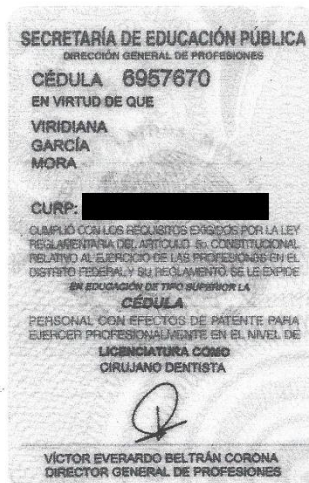 SECRETARÍA DE EDUCACIÓN PÚBLICA
DIRECCIÓN GENERAL DE PROFESIONES
CÉDULA 6957670
EN VIRTUD DE QUE
VIRIDIANA
GARCÍA
MORA
CURP:
CUMPLIÓ CON LOS REQUISITOS EXIGIDOS POR LA LEY
REGLAMENTARIA DEL ARTÍCULO 5o CONSTITUCIONAL
RELATIVO AL EJERCICIO DE LAS PROFESIONES EN EL
DISTRITO FEDERAL Y SU REGLAMENTO SE LE EXPIDE
EN EDUCACIÓN DE TIPO SUPERIOR LA
CÉDULA
PERSONAL CON EFECTOS DE PATENTE PARA
EJERCER PROFESIONALMENTE EN EL NIVEL DE
LICENCIATURA COMO
CIRUJANO DENTISTA
VÍCTOR EVERARDO BELTRÁN CORONA
DIRECTOR GENERAL DE PROFESIONES